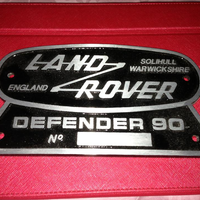 LAND
SOLIHULL
WARWICKSHIRE
ENGLAND
ROVER
DEFENDER 90
Nº